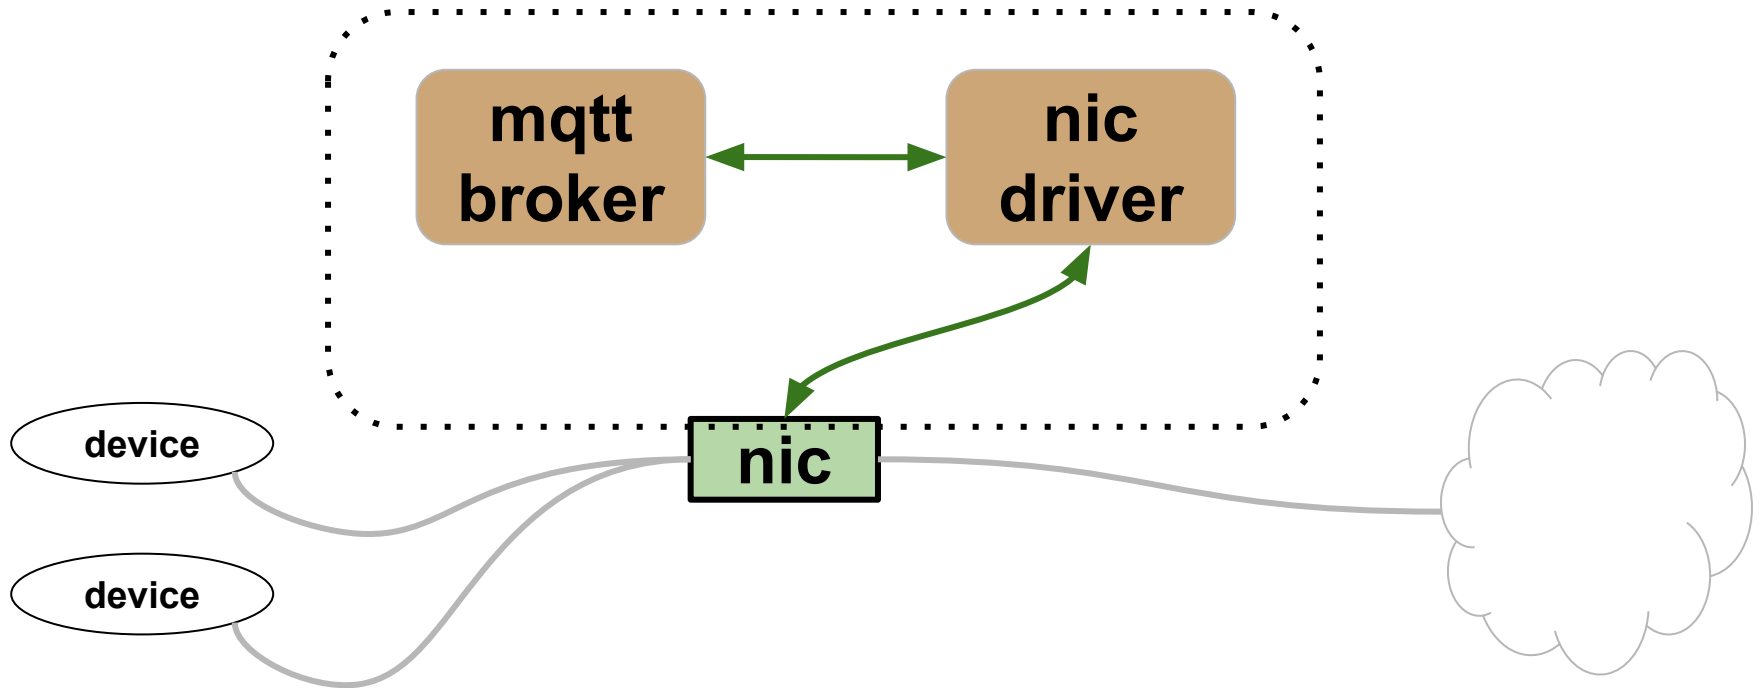 mqtt
broker
nic
driver
device
nic
device